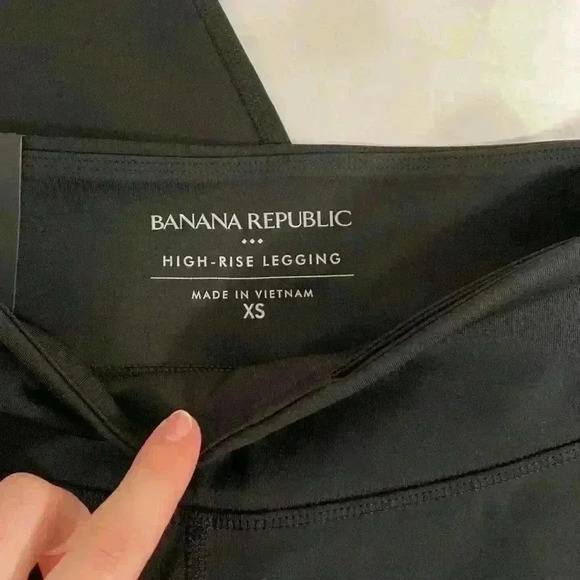 BANANA REPUBLIC
HIGH-RISE LEGGING
MADE IN VIETNAM
XS